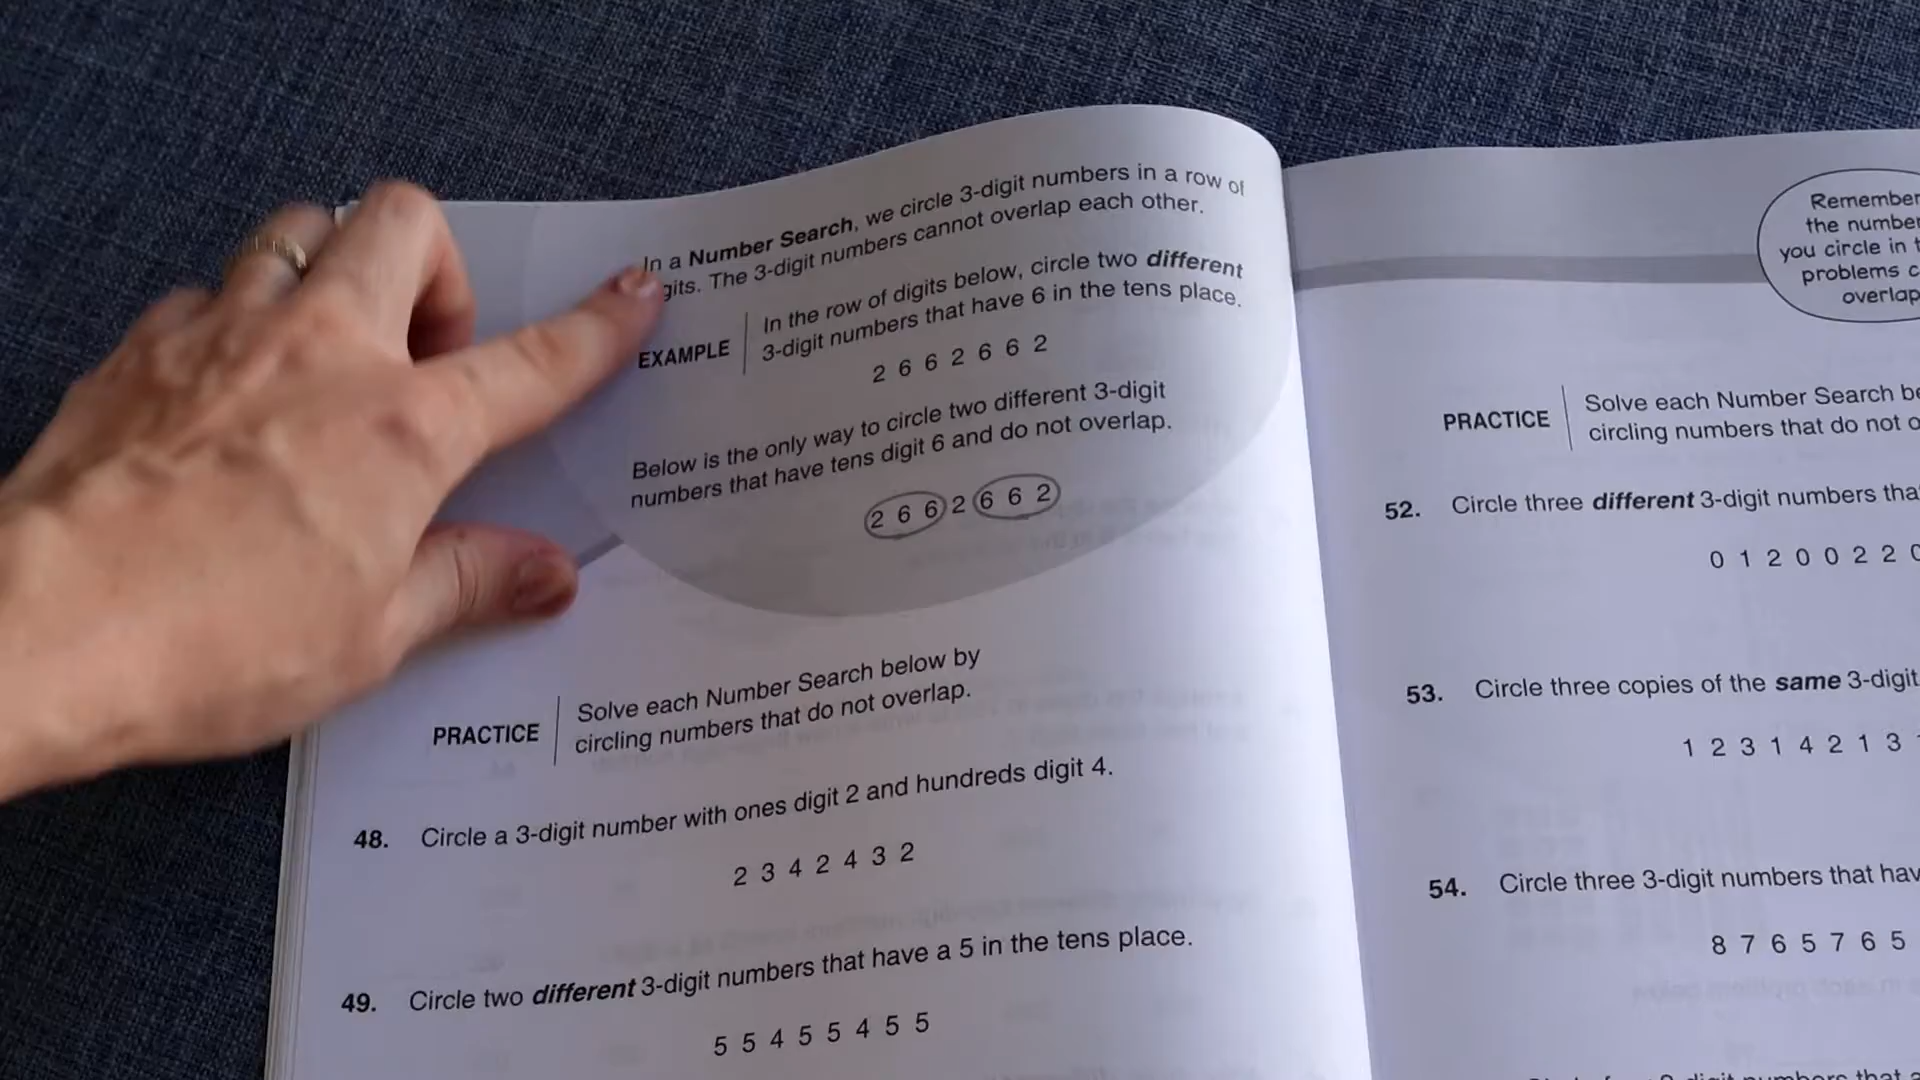 In a Number Search, we circle 3-digit numbers in a row of
gits. The 3-digit numbers cannot overlap each other.
EXAMPLE
In the row of digits below, circle two different
3-digit numbers that have 6 in the tens place.
2 6 6 2 6 6 2
Below is the only way to circle two different 3-digit
numbers that have tens digit 6 and do not overlap.
2 6 6 2 6 6 2
PRACTICE
Solve each Number Search below by
circling numbers that do not overlap.
48. Circle a 3-digit number with ones digit 2 and hundreds digit 4.
2 3 4 2 4 3 2
49. Circle two different 3-digit numbers that have a 5 in the tens place.
5 5 4 5 5 4 5 5
Remember
the number
you circle in
problems
overlap
PRACTICE
Solve each Number Search
circling numbers that do not
52. Circle three different 3-digit numbers
0 1 2 0 0 2 2
53. Circle three copies of the same 3-digit
1 2 3 1 4 2 1 3
54. Circle three 3-digit numbers that
8 7 6 5 7 6 5